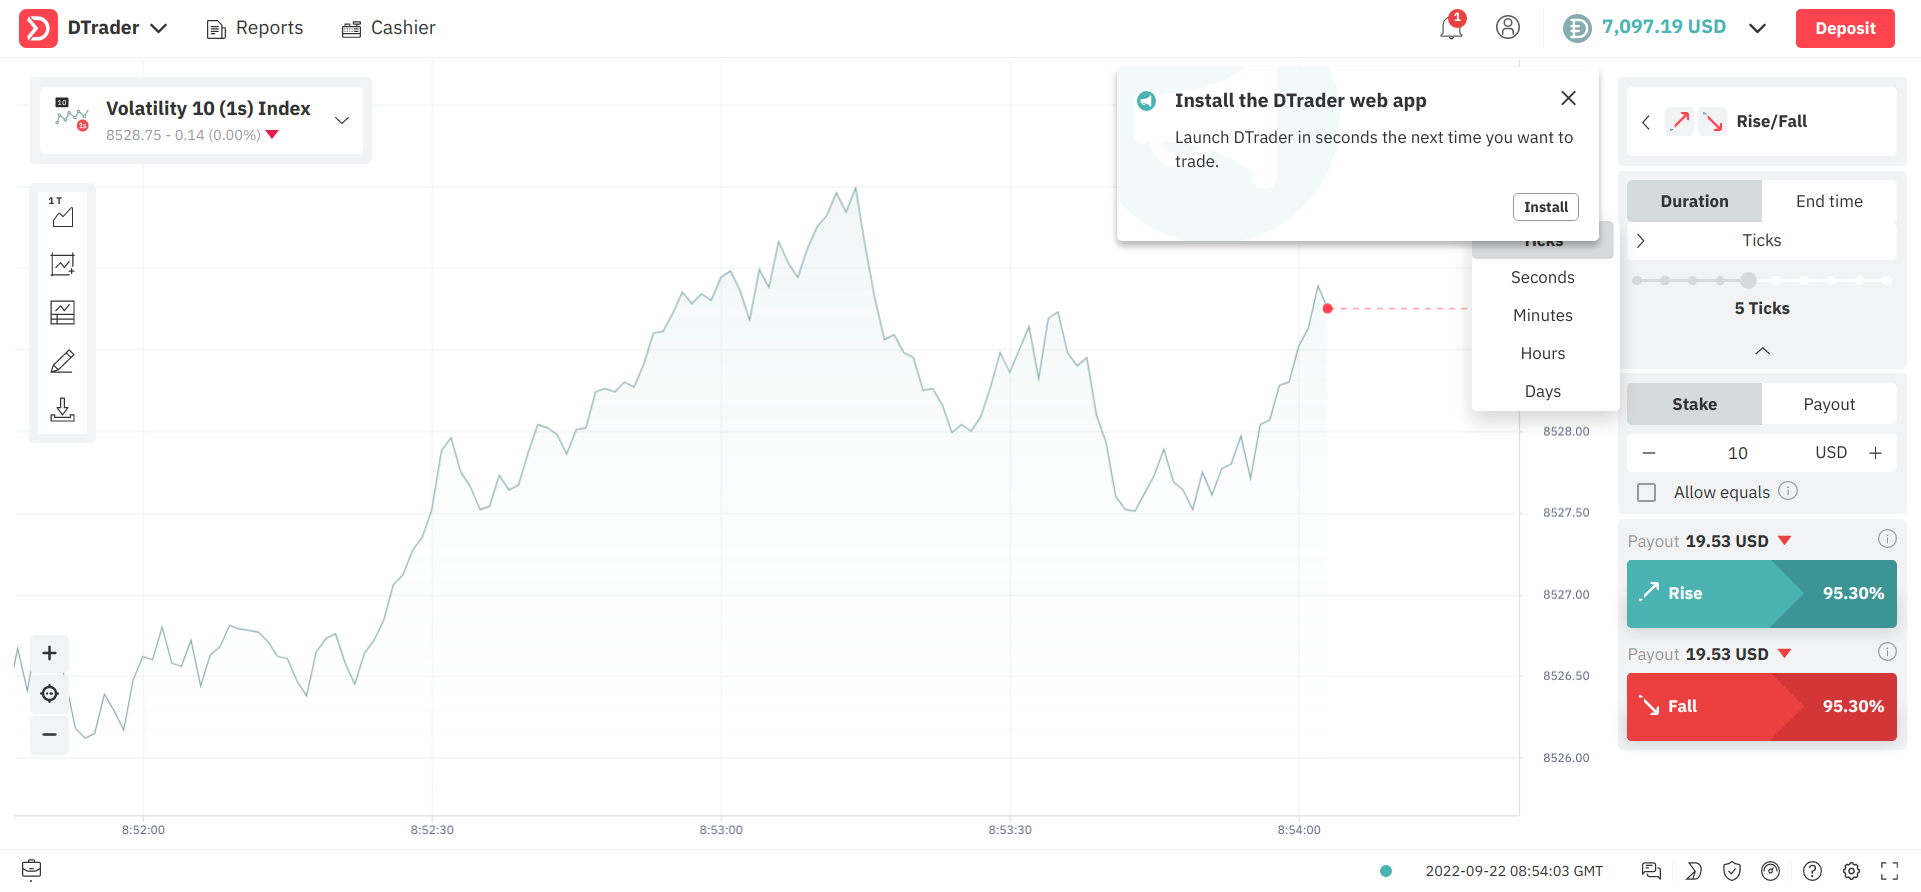 DTrader
Reports
Cashier
1
7,097.19 USD
Deposit
10
1s
Volatility 10 (1s) Index
8528.75 - 0.14 (0.00%)
1 T
Install the DTrader web app
Launch DTrader in seconds the next time you want to
trade.
Install
Ticks
Seconds
Minutes
Hours
Days
Rise/Fall
Duration
End time
Ticks
5 Ticks
Stake
Payout
10
USD
Allow equals
Payout 19.53 USD
Rise
95.30%
Payout 19.53 USD
Fall
95.30%
8528.00
8527.50
8527.00
8526.50
8526.00
8:52:00
8:52:30
8:53:00
8:53:30
8:54:00
2022-09-22 08:54:03 GMT